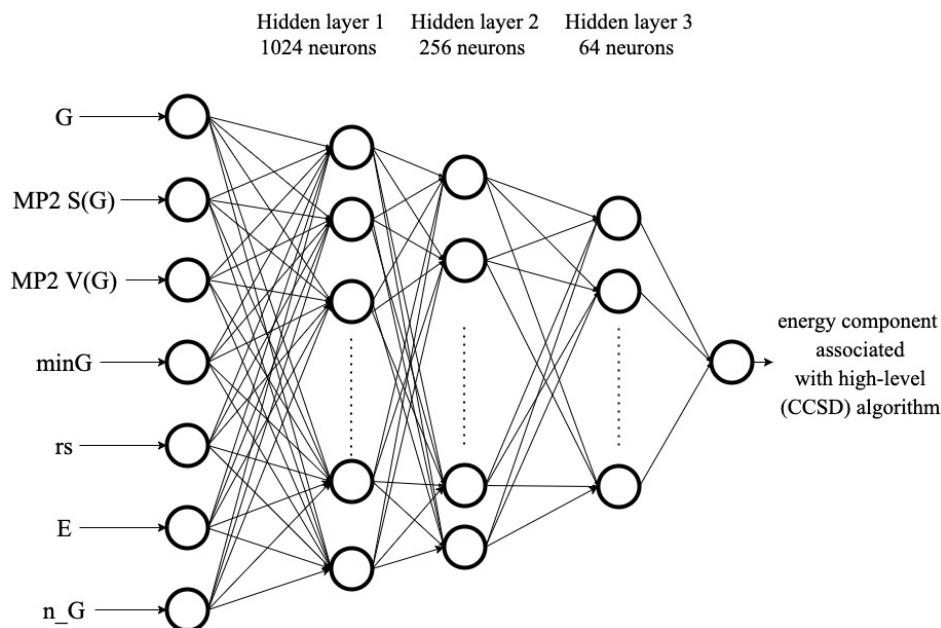 Hidden layer 1
1024 neurons
Hidden layer 2
256 neurons
Hidden layer 3
64 neurons
G
MP2 S(G)
MP2 V(G)
minG
rs
E
n_G
energy component
associated
with high-level
(CCSD) algorithm